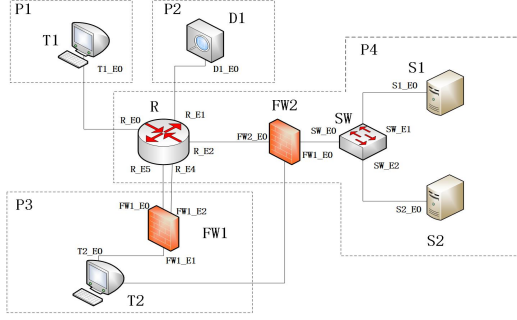 P1
T1
T1_E0
P2
D1
D1_E0
P4
S1
S1_E0
R
R_E0
R_E1
R_E2
R_E5
R_E4
FW2
FW2_E0
FW1_E0
SW
SW_E0
SW_E1
SW_E2
S2_E0
S2
P3
FW1_E0
FW1_E2
FW1
FW1_E1
T2_E0
T2